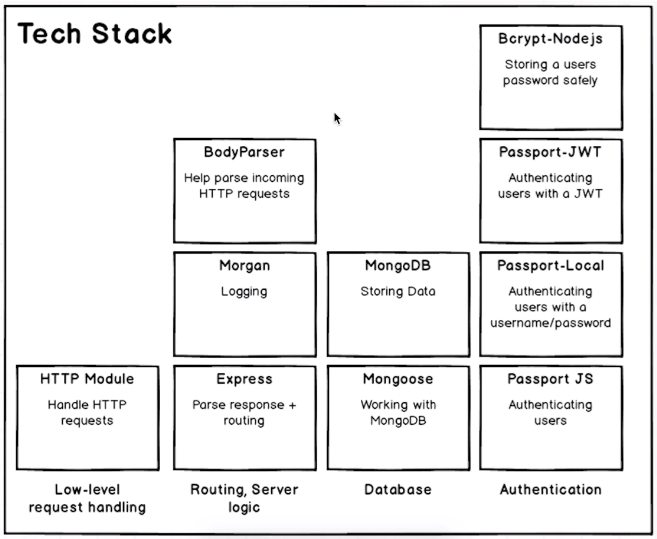 Tech Stack
Bcrypt-Nodejs
Storing a users
password safely
BodyParser
Help parse incoming
HTTP requests
Passport-JWT
Authenticating
users with a JWT
Morgan
Logging
MongoDB
Storing Data
Passport-Local
Authenticating
users with a
username/password
HTTP Module
Handle HTTP
requests
Express
Parse response +
routing
Mongoose
Working with
MongoDB
Passport JS
Authenticating
users
Low-level
request handling
Routing, Server
logic
Database
Authentication